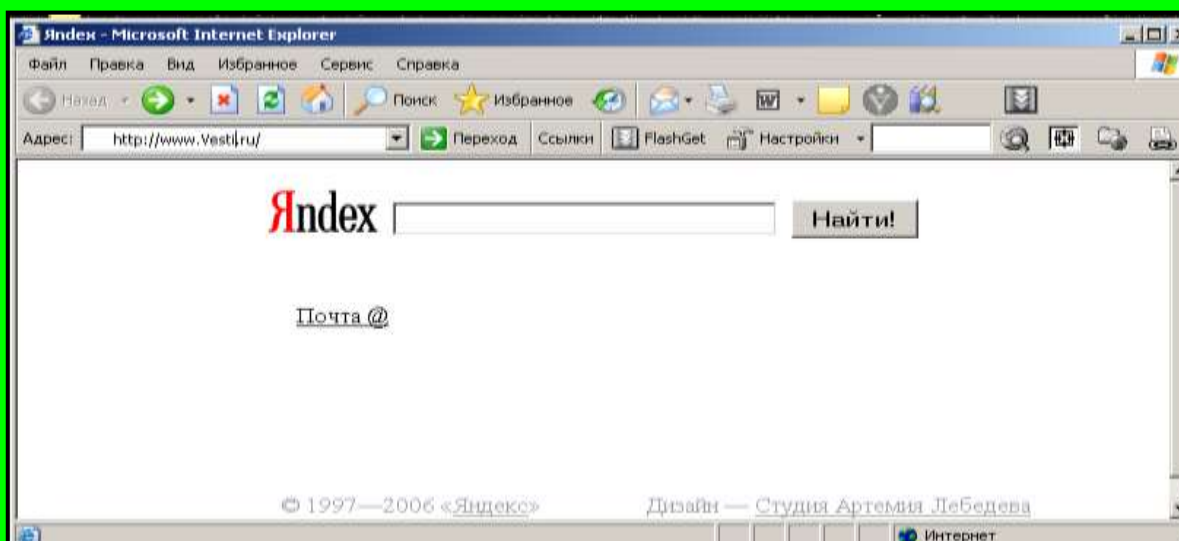 Яndex - Microsoft Internet Explorer
Файл Правка Вид Избранное Сервис Справка
Назад Поиск Избранное
Адрес: http://www.Vesti.ru/ Переход Ссылки FlashGet Настройки
Яndex Найти!
Почта @
© 1997—2006 «Яндекс» Дизайн — Студия Артемия Лебедева
Интернет